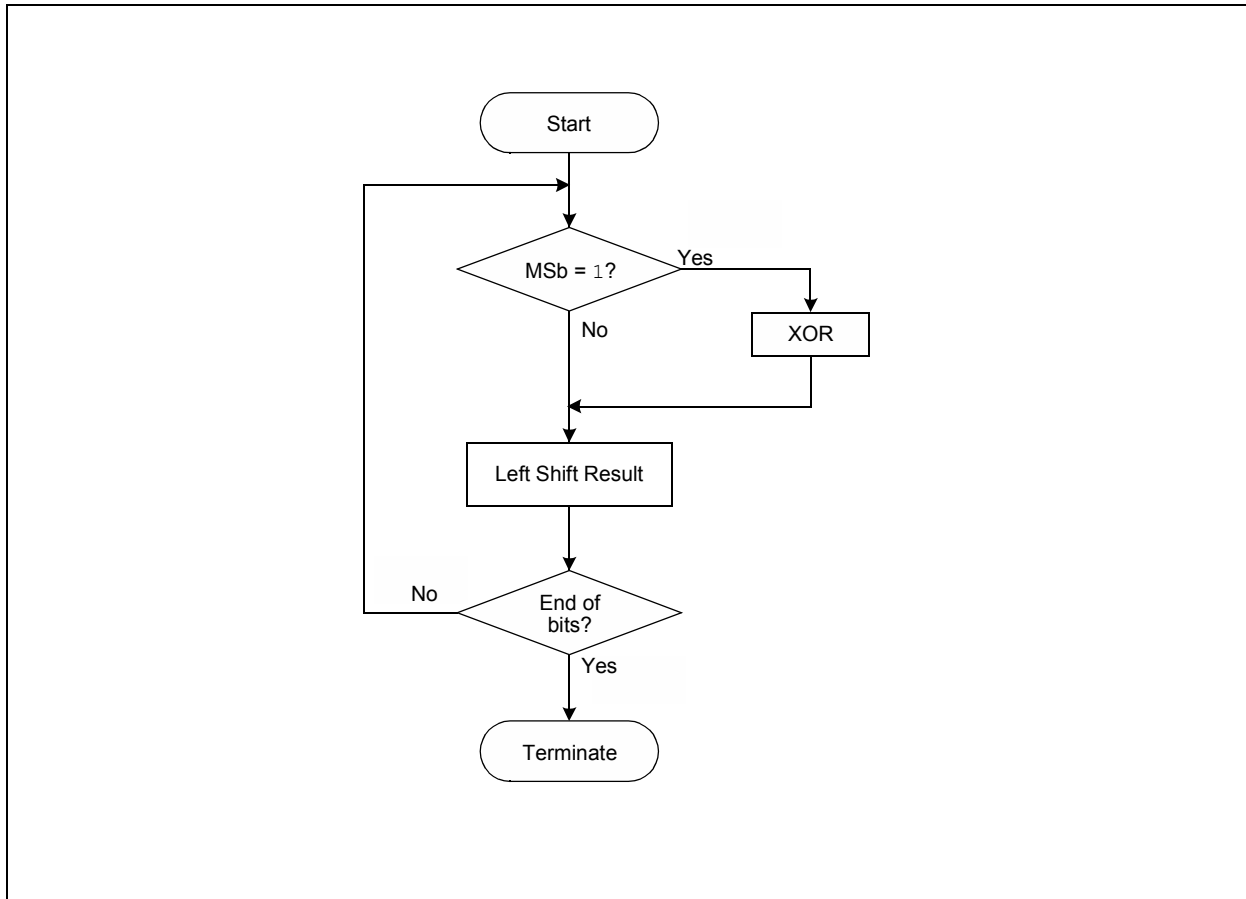 Start
MSb = 1?
Yes
No
XOR
Left Shift Result
No
End of
bits?
Yes
Terminate